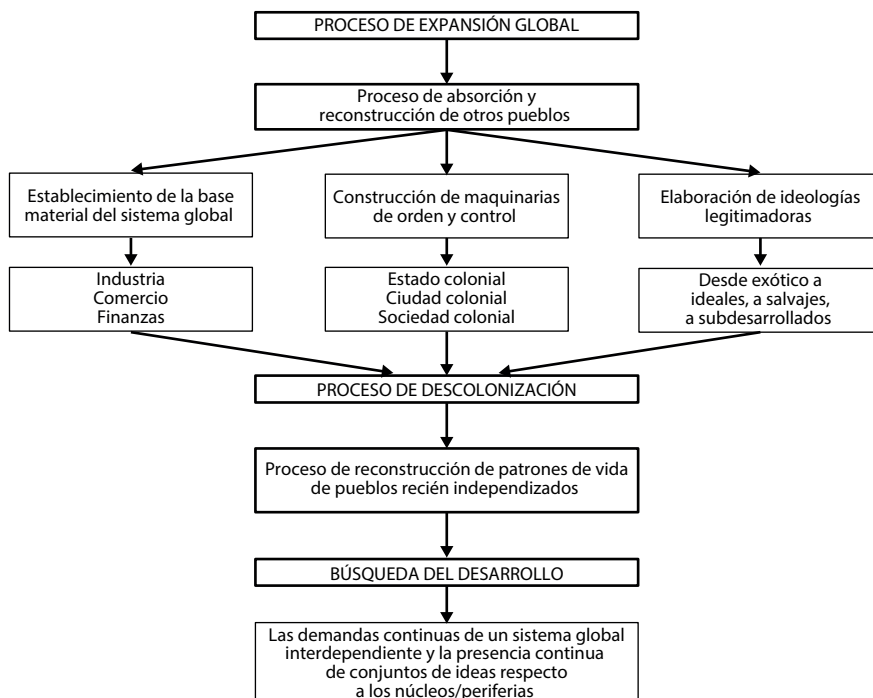 PROCESO DE EXPANSIÓN GLOBAL
Proceso de absorción y
reconstrucción de otros pueblos
Establecimiento de la base
material del sistema global
Construcción de maquinarias
de orden y control
Elaboración de ideologías
legitimadoras
Industria
Comercio
Finanzas
Estado colonial
Ciudad colonial
Sociedad colonial
Desde exótico a
ideales, a salvajes,
a subdesarrollados
PROCESO DE DESCOLONIZACIÓN
Proceso de reconstrucción de patrones de vida
de pueblos recién independizados
BÚSQUEDA DEL DESARROLLO
Las demandas continuas de un sistema global
interdependiente y la presencia continua
de conjuntos de ideas respecto
a los núcleos/periferias